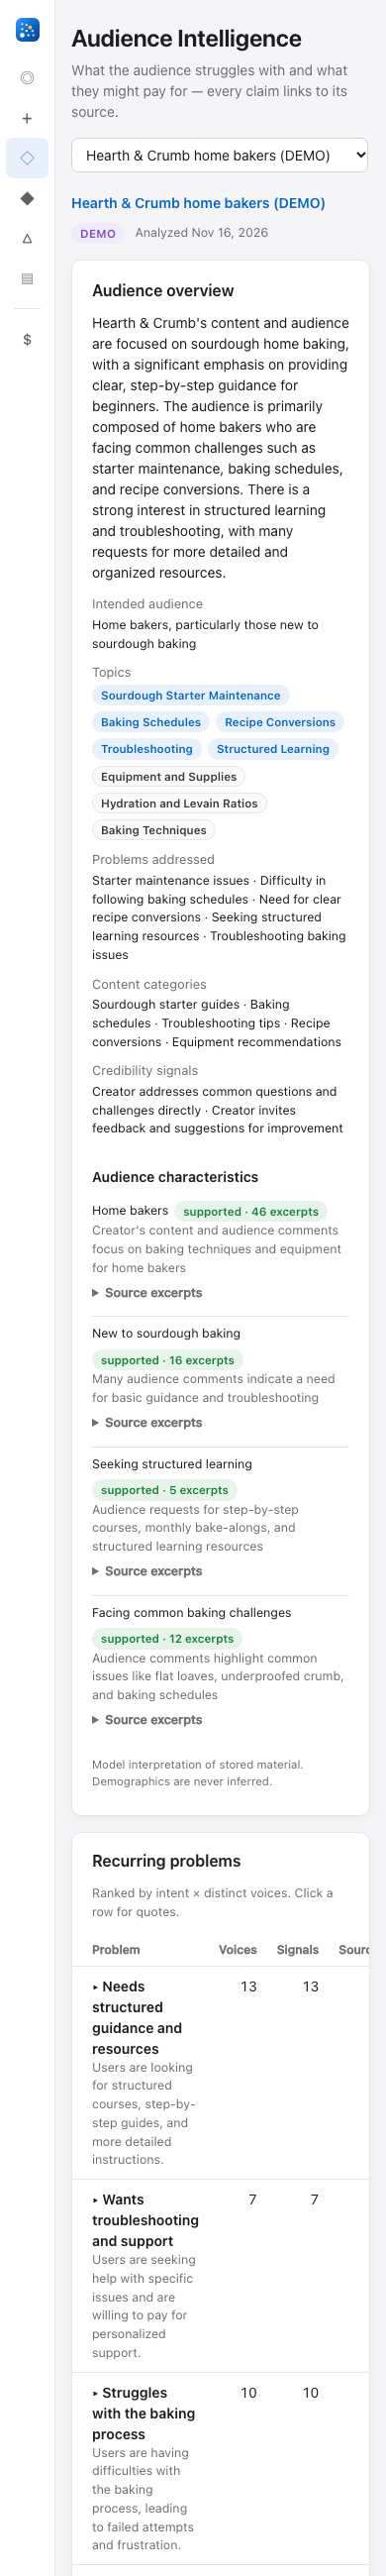 Audience Intelligence
What the audience struggles with and what
they might pay for — every claim links to its
source.
Hearth & Crumb home bakers (DEMO)
Hearth & Crumb home bakers (DEMO)
DEMO Analyzed Nov 16, 2026
+
$
Audience overview
Hearth & Crumb's content and audience
are focused on sourdough home baking,
with a significant emphasis on providing
clear, step-by-step guidance for
beginners. The audience is primarily
composed of home bakers who are
facing common challenges such as
starter maintenance, baking schedules,
and recipe conversions. There is a
strong interest in structured learning
and troubleshooting, with many
requests for more detailed and
organized resources.
Intended audience
Home bakers, particularly those new to
sourdough baking
Topics
Sourdough Starter Maintenance
Baking Schedules Recipe Conversions
Troubleshooting Structured Learning
Equipment and Supplies
Hydration and Levain Ratios
Baking Techniques
Problems addressed
Starter maintenance issues · Difficulty in
following baking schedules · Need for clear
recipe conversions · Seeking structured
learning resources · Troubleshooting baking
issues
Content categories
Sourdough starter guides · Baking
schedules · Troubleshooting tips · Recipe
conversions · Equipment recommendations
Credibility signals
Creator addresses common questions and
challenges directly · Creator invites
feedback and suggestions for improvement
Audience characteristics
Home bakers supported · 46 excerpts
Creator's content and audience comments
focus on baking techniques and equipment
for home bakers
▶ Source excerpts
New to sourdough baking
supported · 16 excerpts
Many audience comments indicate a need
for basic guidance and troubleshooting
▶ Source excerpts
Seeking structured learning
supported · 5 excerpts
Audience requests for step-by-step
courses, monthly bake-alongs, and
structured learning resources
▶ Source excerpts
Facing common baking challenges
supported · 12 excerpts
Audience comments highlight common
issues like flat loaves, underproofed crumb,
and baking schedules
▶ Source excerpts
Model interpretation of stored material.
Demographics are never inferred.
Recurring problems
Ranked by intent × distinct voices. Click a
row for quotes.
Problem Voices Signals Sourc
▸ Needs 13 13
structured
guidance and
resources
Users are looking
for structured
courses, step-by-
step guides, and
more detailed
instructions.
▸ Wants 7 7
troubleshooting
and support
Users are seeking
help with specific
issues and are
willing to pay for
personalized
support.
▸ Struggles 10 10
with the baking
process
Users are having
difficulties with
the baking
process, leading
to failed attempts
and frustration.